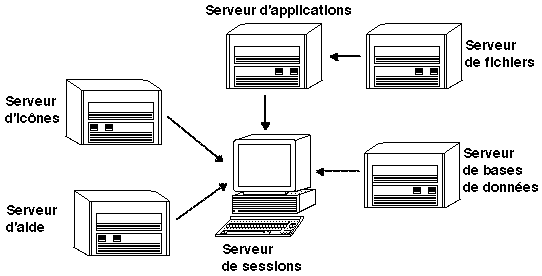 Serveur d'applications
Serveur
de fichiers
Serveur
d'icônes
Serveur
de bases
de données
Serveur
d'aide
Serveur
de sessions